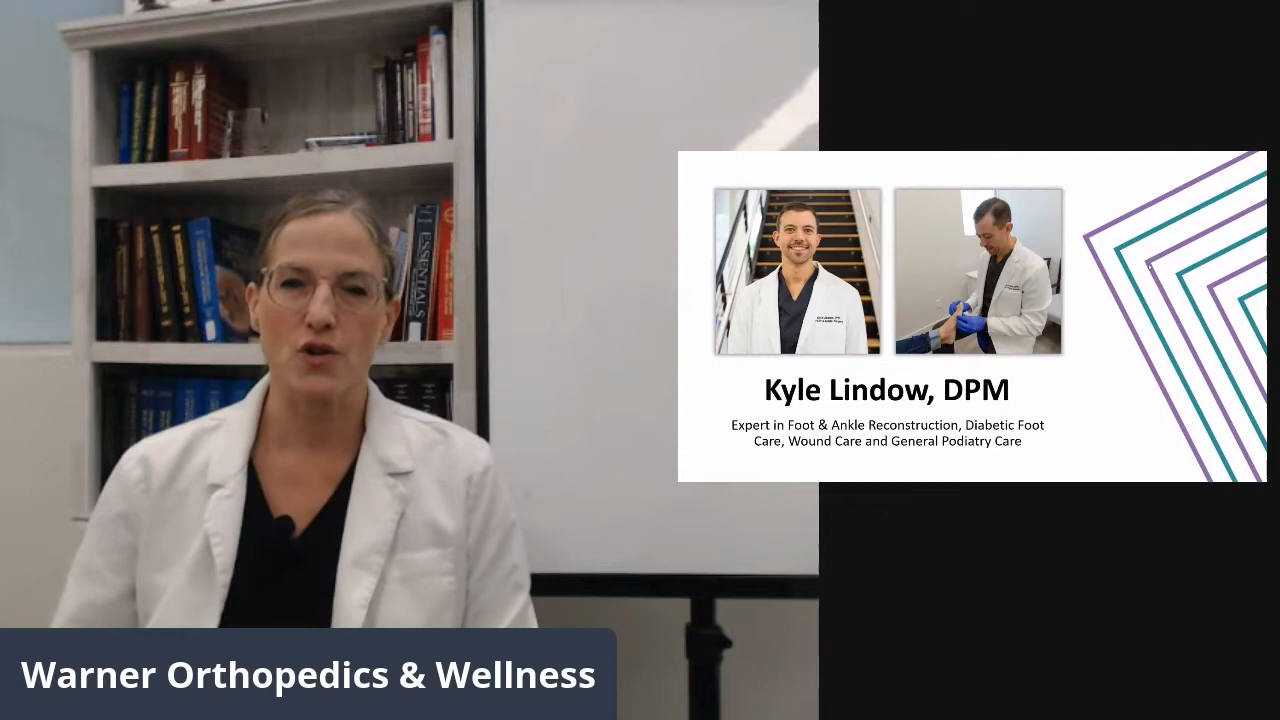 ESSENTIALS
Kyle Lindow, DPM
Expert in Foot & Ankle Reconstruction, Diabetic Foot
Care, Wound Care and General Podiatry Care
Warner Orthopedics & Wellness